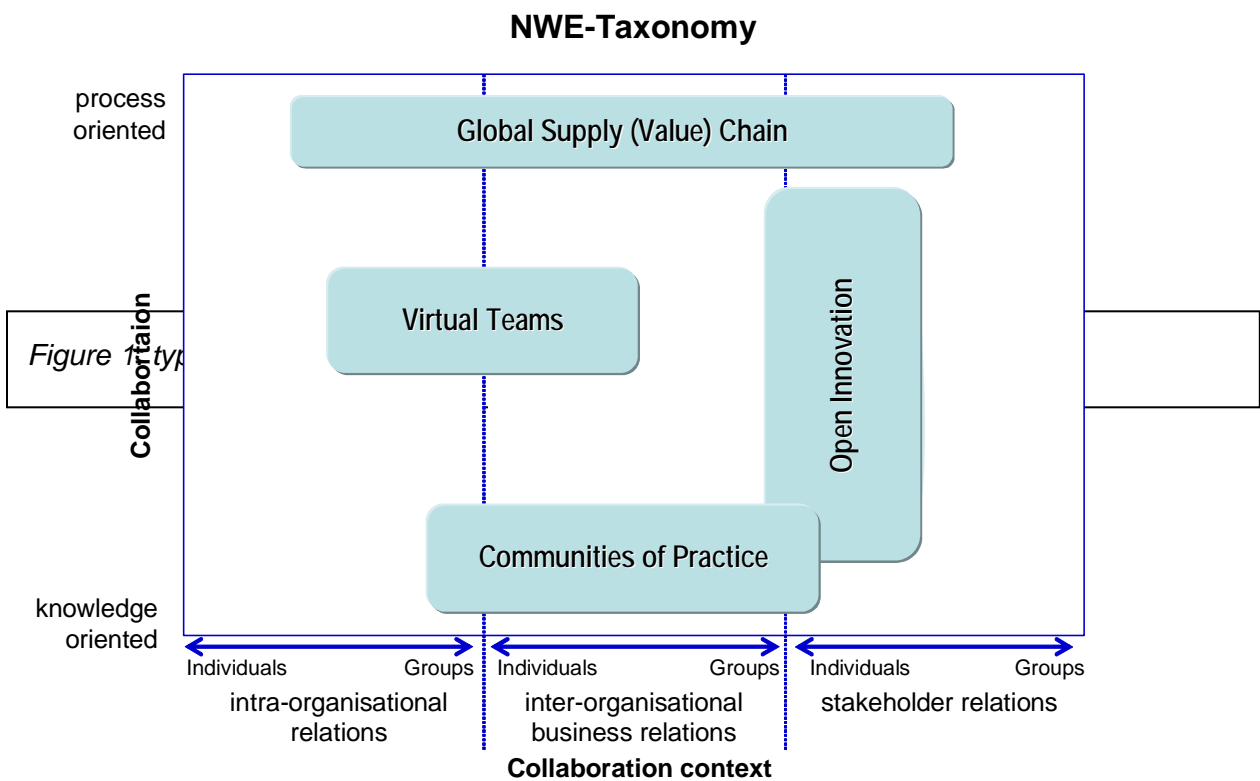 NWE-Taxonomy
process
oriented
Global Supply (Value) Chain
Virtual Teams
Open Innovation
Collabortaion
Figure 1: typ
Communities of Practice
knowledge
oriented
Individuals Groups Individuals Groups Individuals Groups
intra-organisational
relations
inter-organisational
business relations
stakeholder relations
Collaboration context